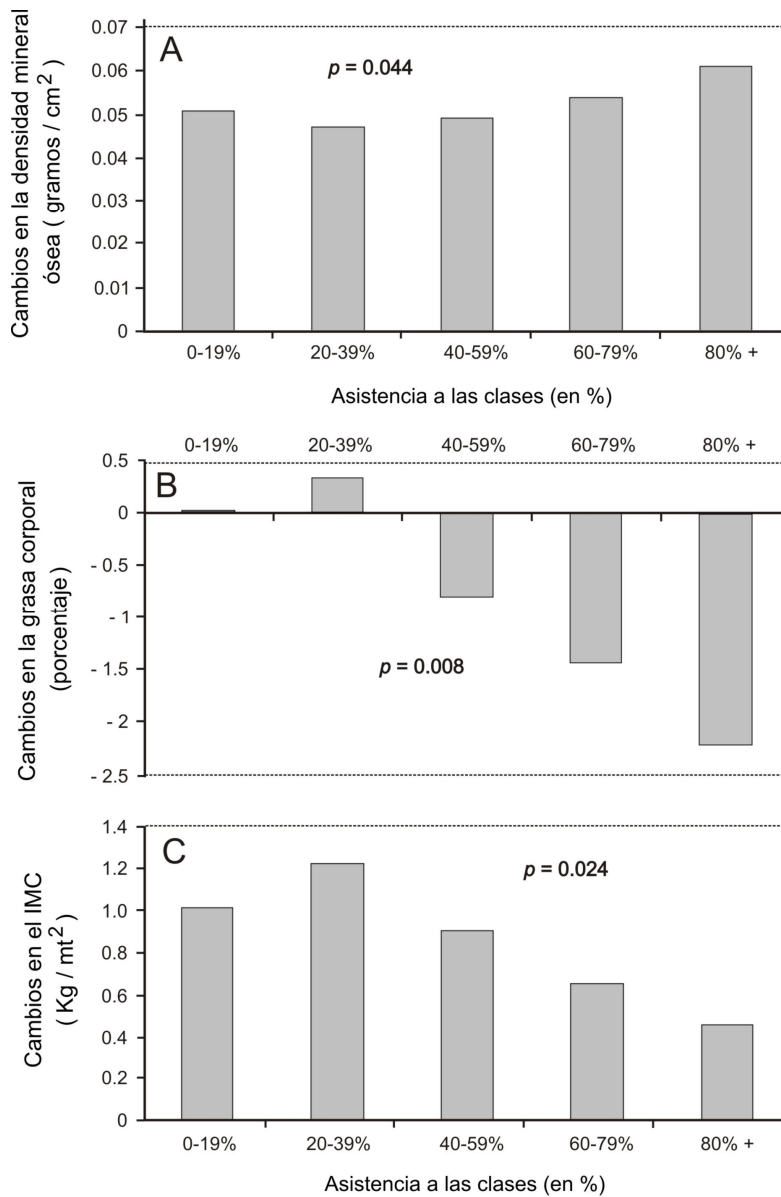 Cambios en la densidad mineral
ósea ( gramos / cm²)
A
p = 0.044
0.07
0.06
0.05
0.04
0.03
0.02
0.01
0
0-19% 20-39% 40-59% 60-79% 80% +
Asistencia a las clases (en %)
0-19% 20-39% 40-59% 60-79% 80% +
Cambios en la grasa corporal
(porcentaje)
B
p = 0.008
0.5
0
- 0.5
- 1
- 1.5
- 2
- 2.5
Cambios en el IMC
( Kg / mt² )
C
p = 0.024
1.4
1.2
1.0
0.8
0.6
0.4
0.2
0
0-19% 20-39% 40-59% 60-79% 80% +
Asistencia a las clases (en %)